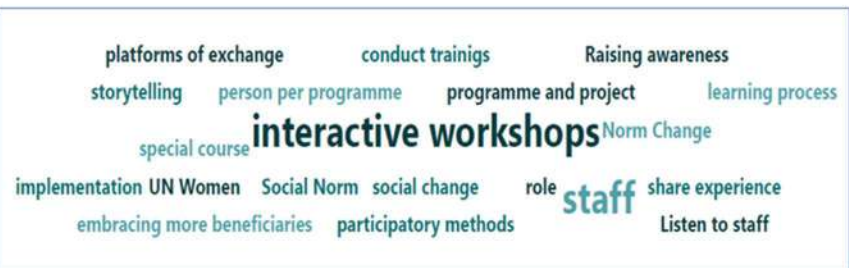 platforms of exchange conduct trainigs Raising awareness
storytelling person per programme programme and project learning process
special course interactive workshops Norm Change
implementation UN Women Social Norm social change role staff share experience
embracing more beneficiaries participatory methods Listen to staff